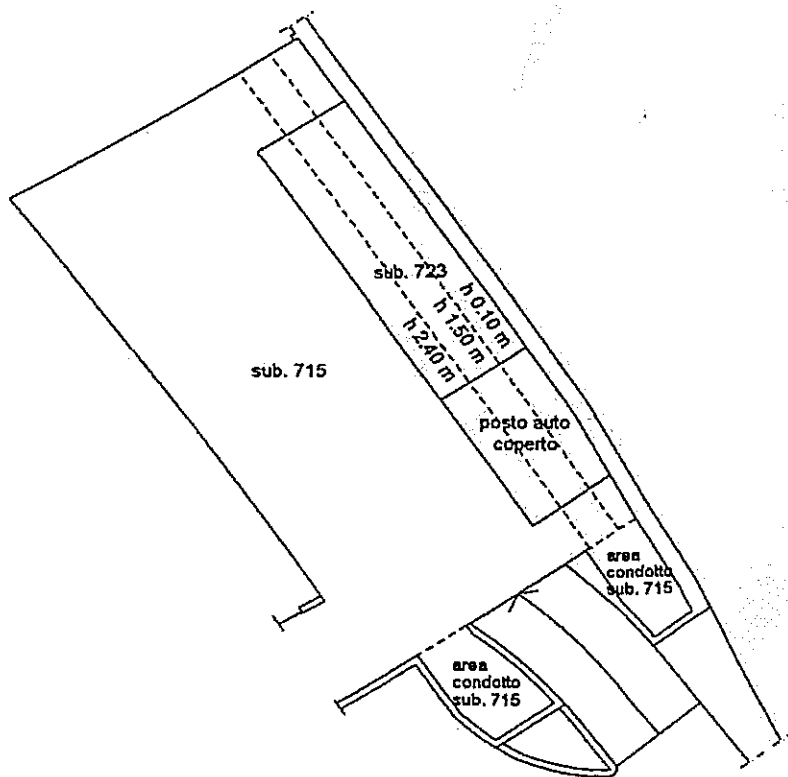 sub. 723
h 0.10 m
h 1.50 m
h 2.40 m
sub. 715
posto auto
coperto
area
condotto
sub. 715
area
condotto
sub. 715